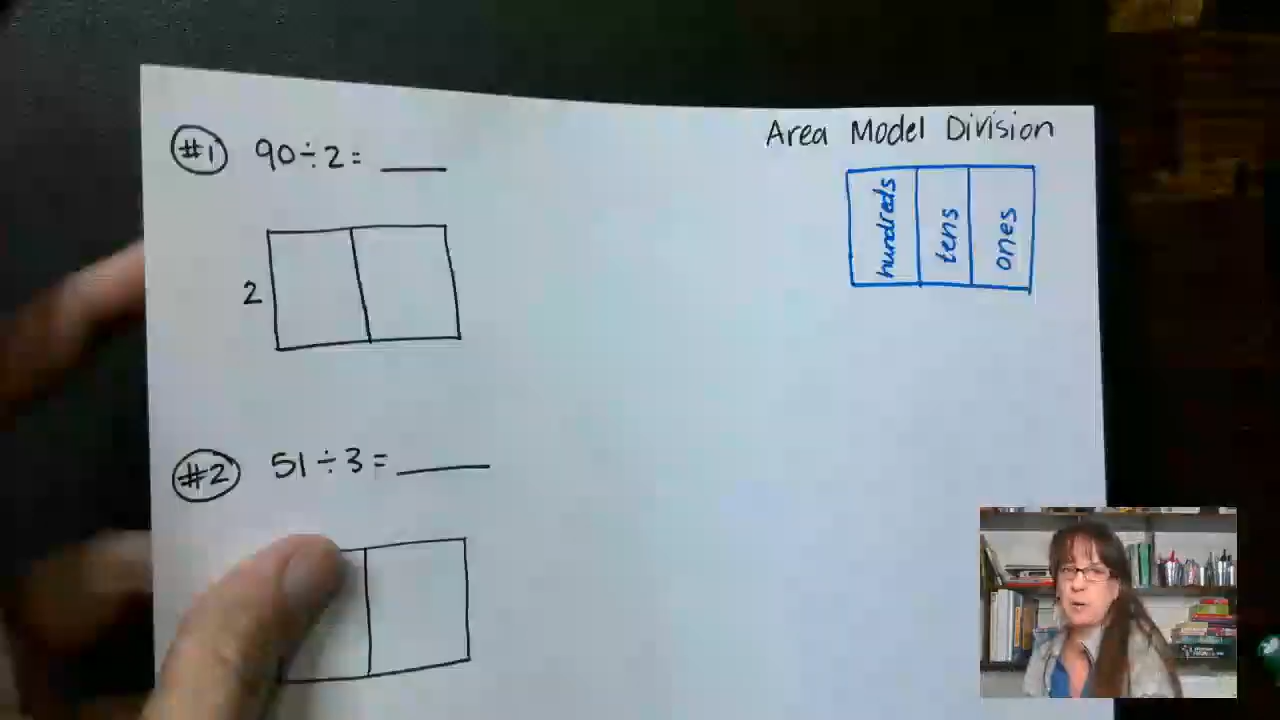 Area Model Division
#1 90÷2= ___
hundreds
tens
ones
2
#2 51÷3= ___